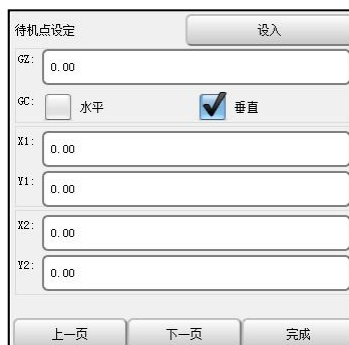 待机点设定 设入
GZ: 0.00
GC: 水平 垂直
X1: 0.00
Y1: 0.00
X2: 0.00
Y2: 0.00
上一页 下一页 完成